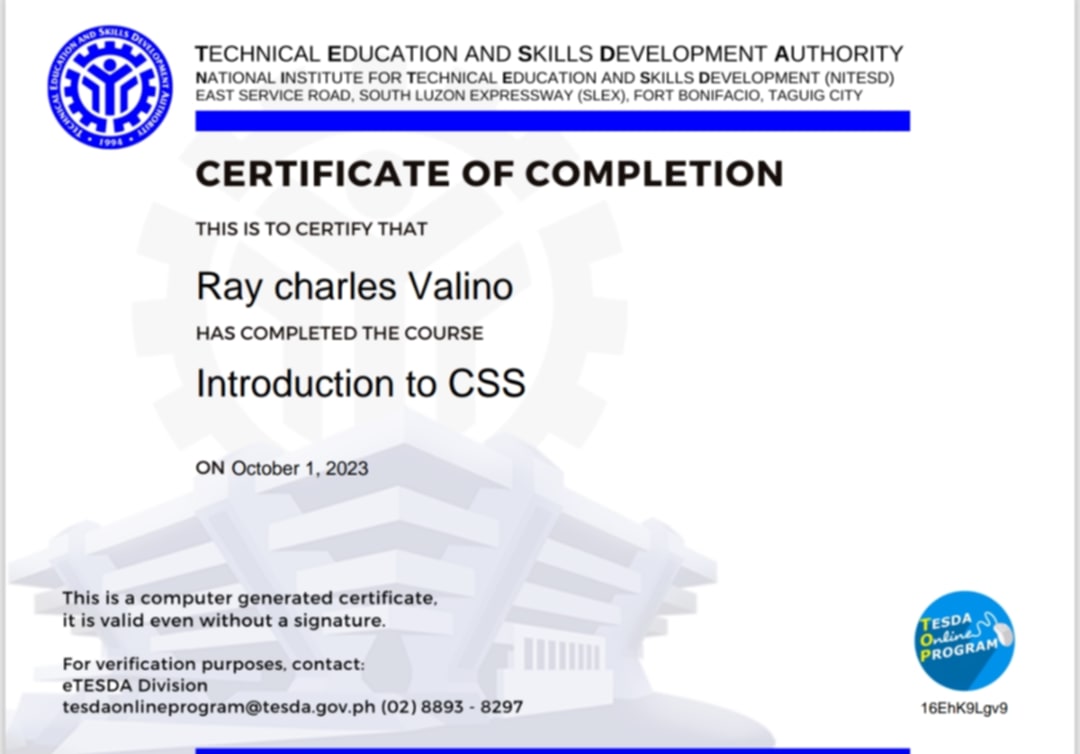 TECHNICAL EDUCATION AND SKILLS DEVELOPMENT AUTHORITY
• 1994 •
TECHNICAL EDUCATION AND SKILLS DEVELOPMENT AUTHORITY
NATIONAL INSTITUTE FOR TECHNICAL EDUCATION AND SKILLS DEVELOPMENT (NITESD)
EAST SERVICE ROAD, SOUTH LUZON EXPRESSWAY (SLEX), FORT BONIFACIO, TAGUIG CITY
CERTIFICATE OF COMPLETION
THIS IS TO CERTIFY THAT
Ray charles Valino
HAS COMPLETED THE COURSE
Introduction to CSS
ON October 1, 2023
This is a computer generated certificate,
it is valid even without a signature.
For verification purposes, contact:
eTESDA Division
tesdaonlineprogram@tesda.gov.ph (02) 8893 - 8297
TESDA
Online
PROGRAM
16EhK9Lgv9